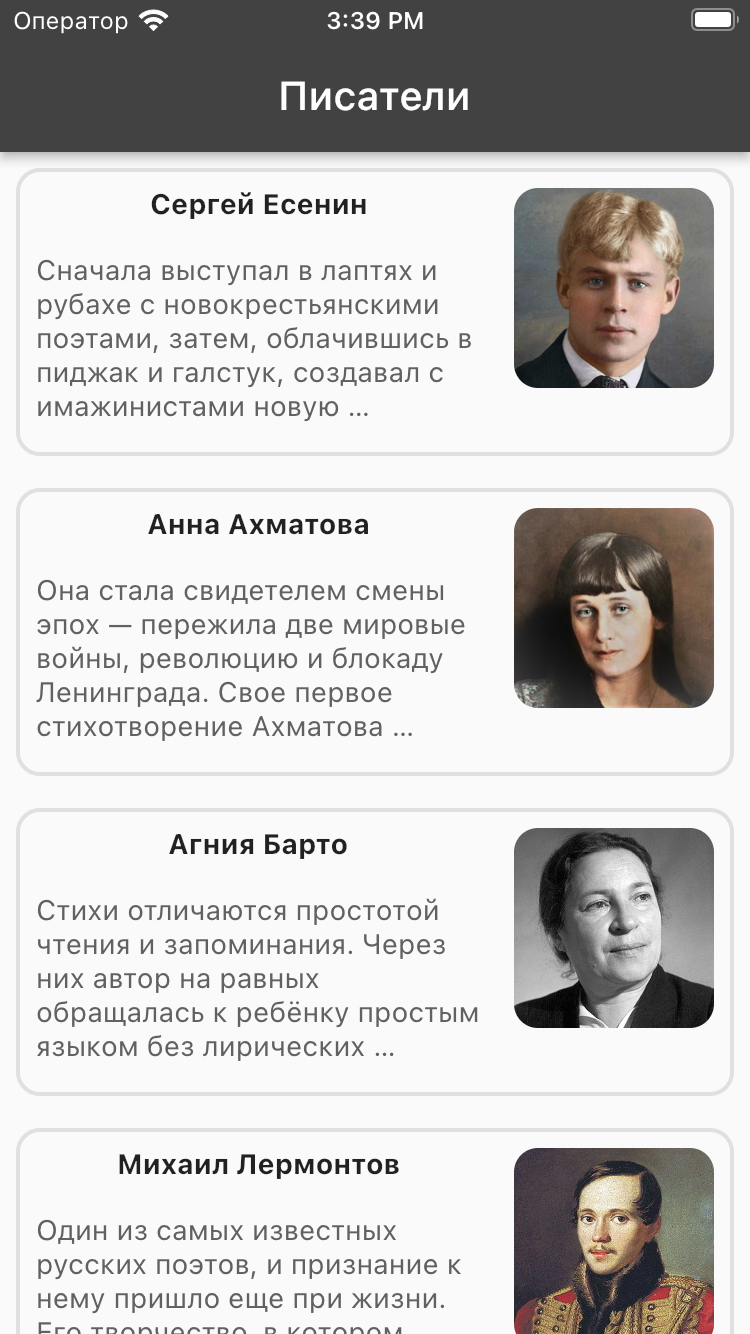 Оператор 3:39 PM
Писатели
Сергей Есенин
Сначала выступал в лаптях и
рубахе с новокрестьянскими
поэтами, затем, облачившись в
пиджак и галстук, создавал с
имажинистами новую ...
Анна Ахматова
Она стала свидетелем смены
эпох — пережила две мировые
войны, революцию и блокаду
Ленинграда. Свое первое
стихотворение Ахматова ...
Агния Барто
Стихи отличаются простотой
чтения и запоминания. Через
них автор на равных
обращалась к ребёнку простым
языком без лирических ...
Михаил Лермонтов
Один из самых известных
русских поэтов, и признание к
нему пришло еще при жизни.
Его творчество, в котором